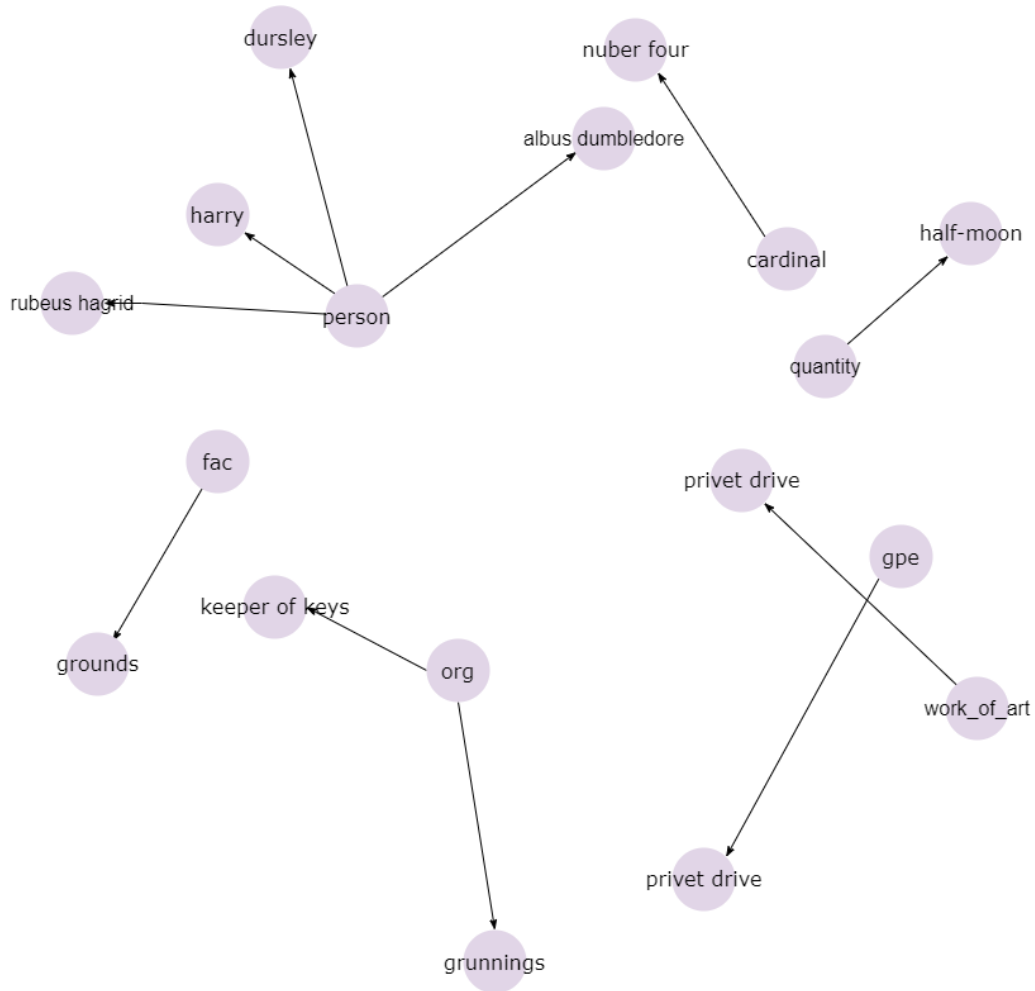 dursley
nuber four
albus dumbledore
harry
half-moon
cardinal
rubeus hagrid
person
quantity
fac
privet drive
gpe
keeper of keys
grounds
org
work_of_art
privet drive
grunnings